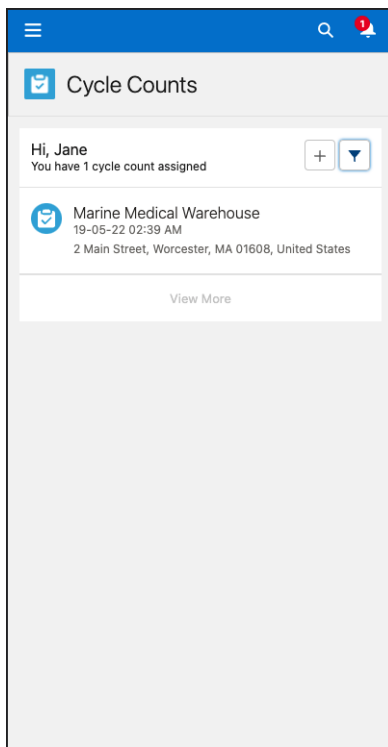 1
Cycle Counts
Hi, Jane
You have 1 cycle count assigned
Marine Medical Warehouse
19-05-22 02:39 AM
2 Main Street, Worcester, MA 01608, United States
View More